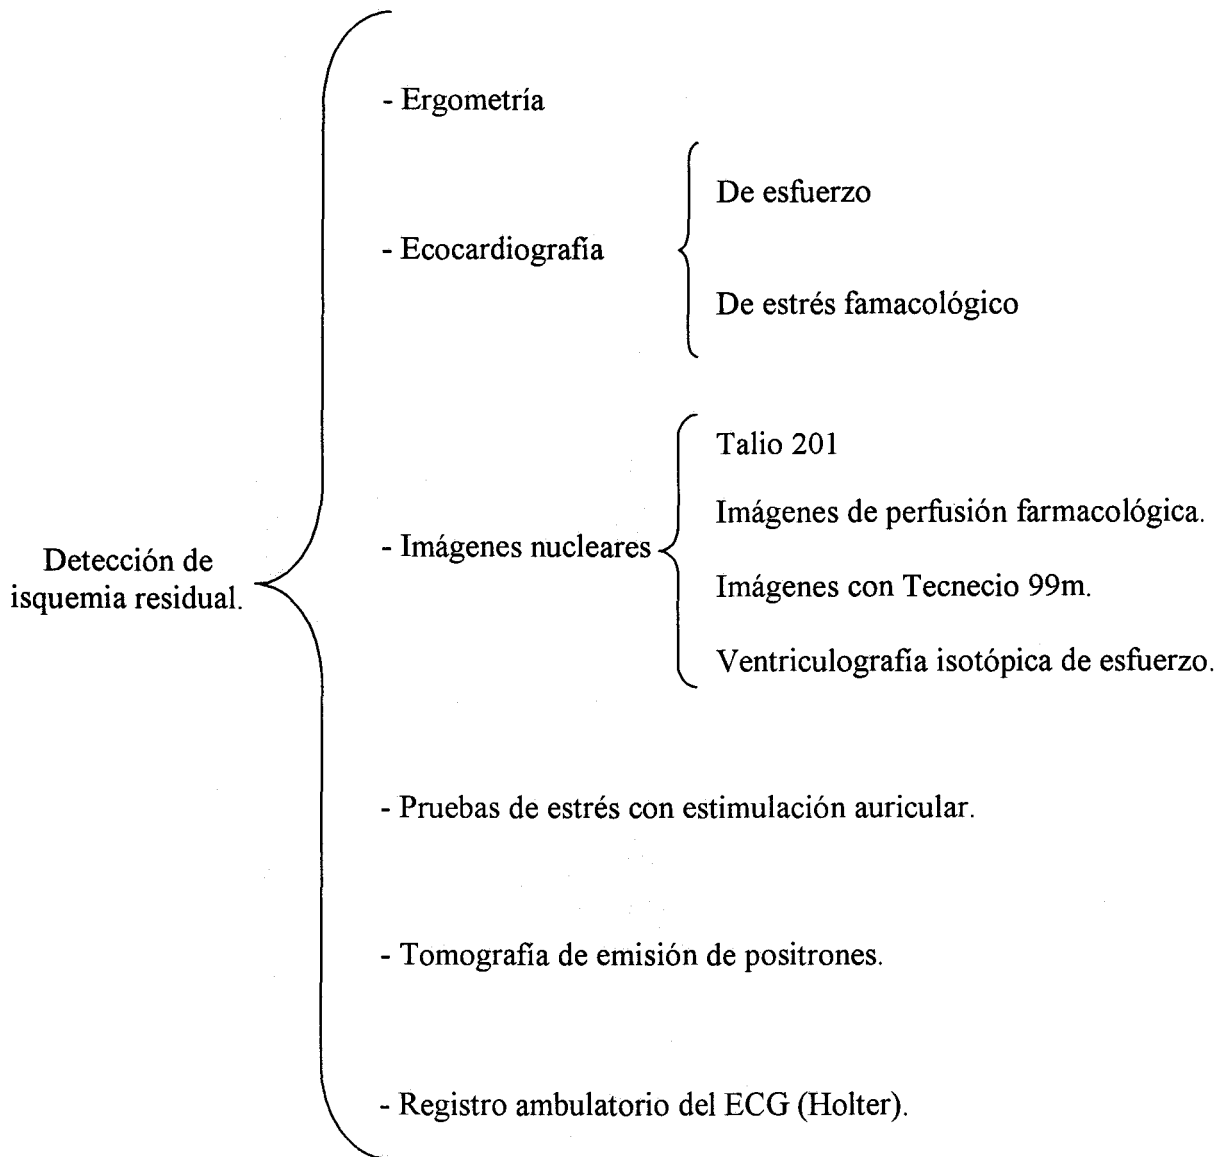 - Ergometría
De esfuerzo
- Ecocardiografía
De estrés famacológico
Talio 201
Imágenes de perfusión farmacológica.
- Imágenes nucleares
Detección de
isquemia residual.
Imágenes con Tecnecio 99m.
Ventriculografía isotópica de esfuerzo.
- Pruebas de estrés con estimulación auricular.
- Tomografía de emisión de positrones.
- Registro ambulatorio del ECG (Holter).